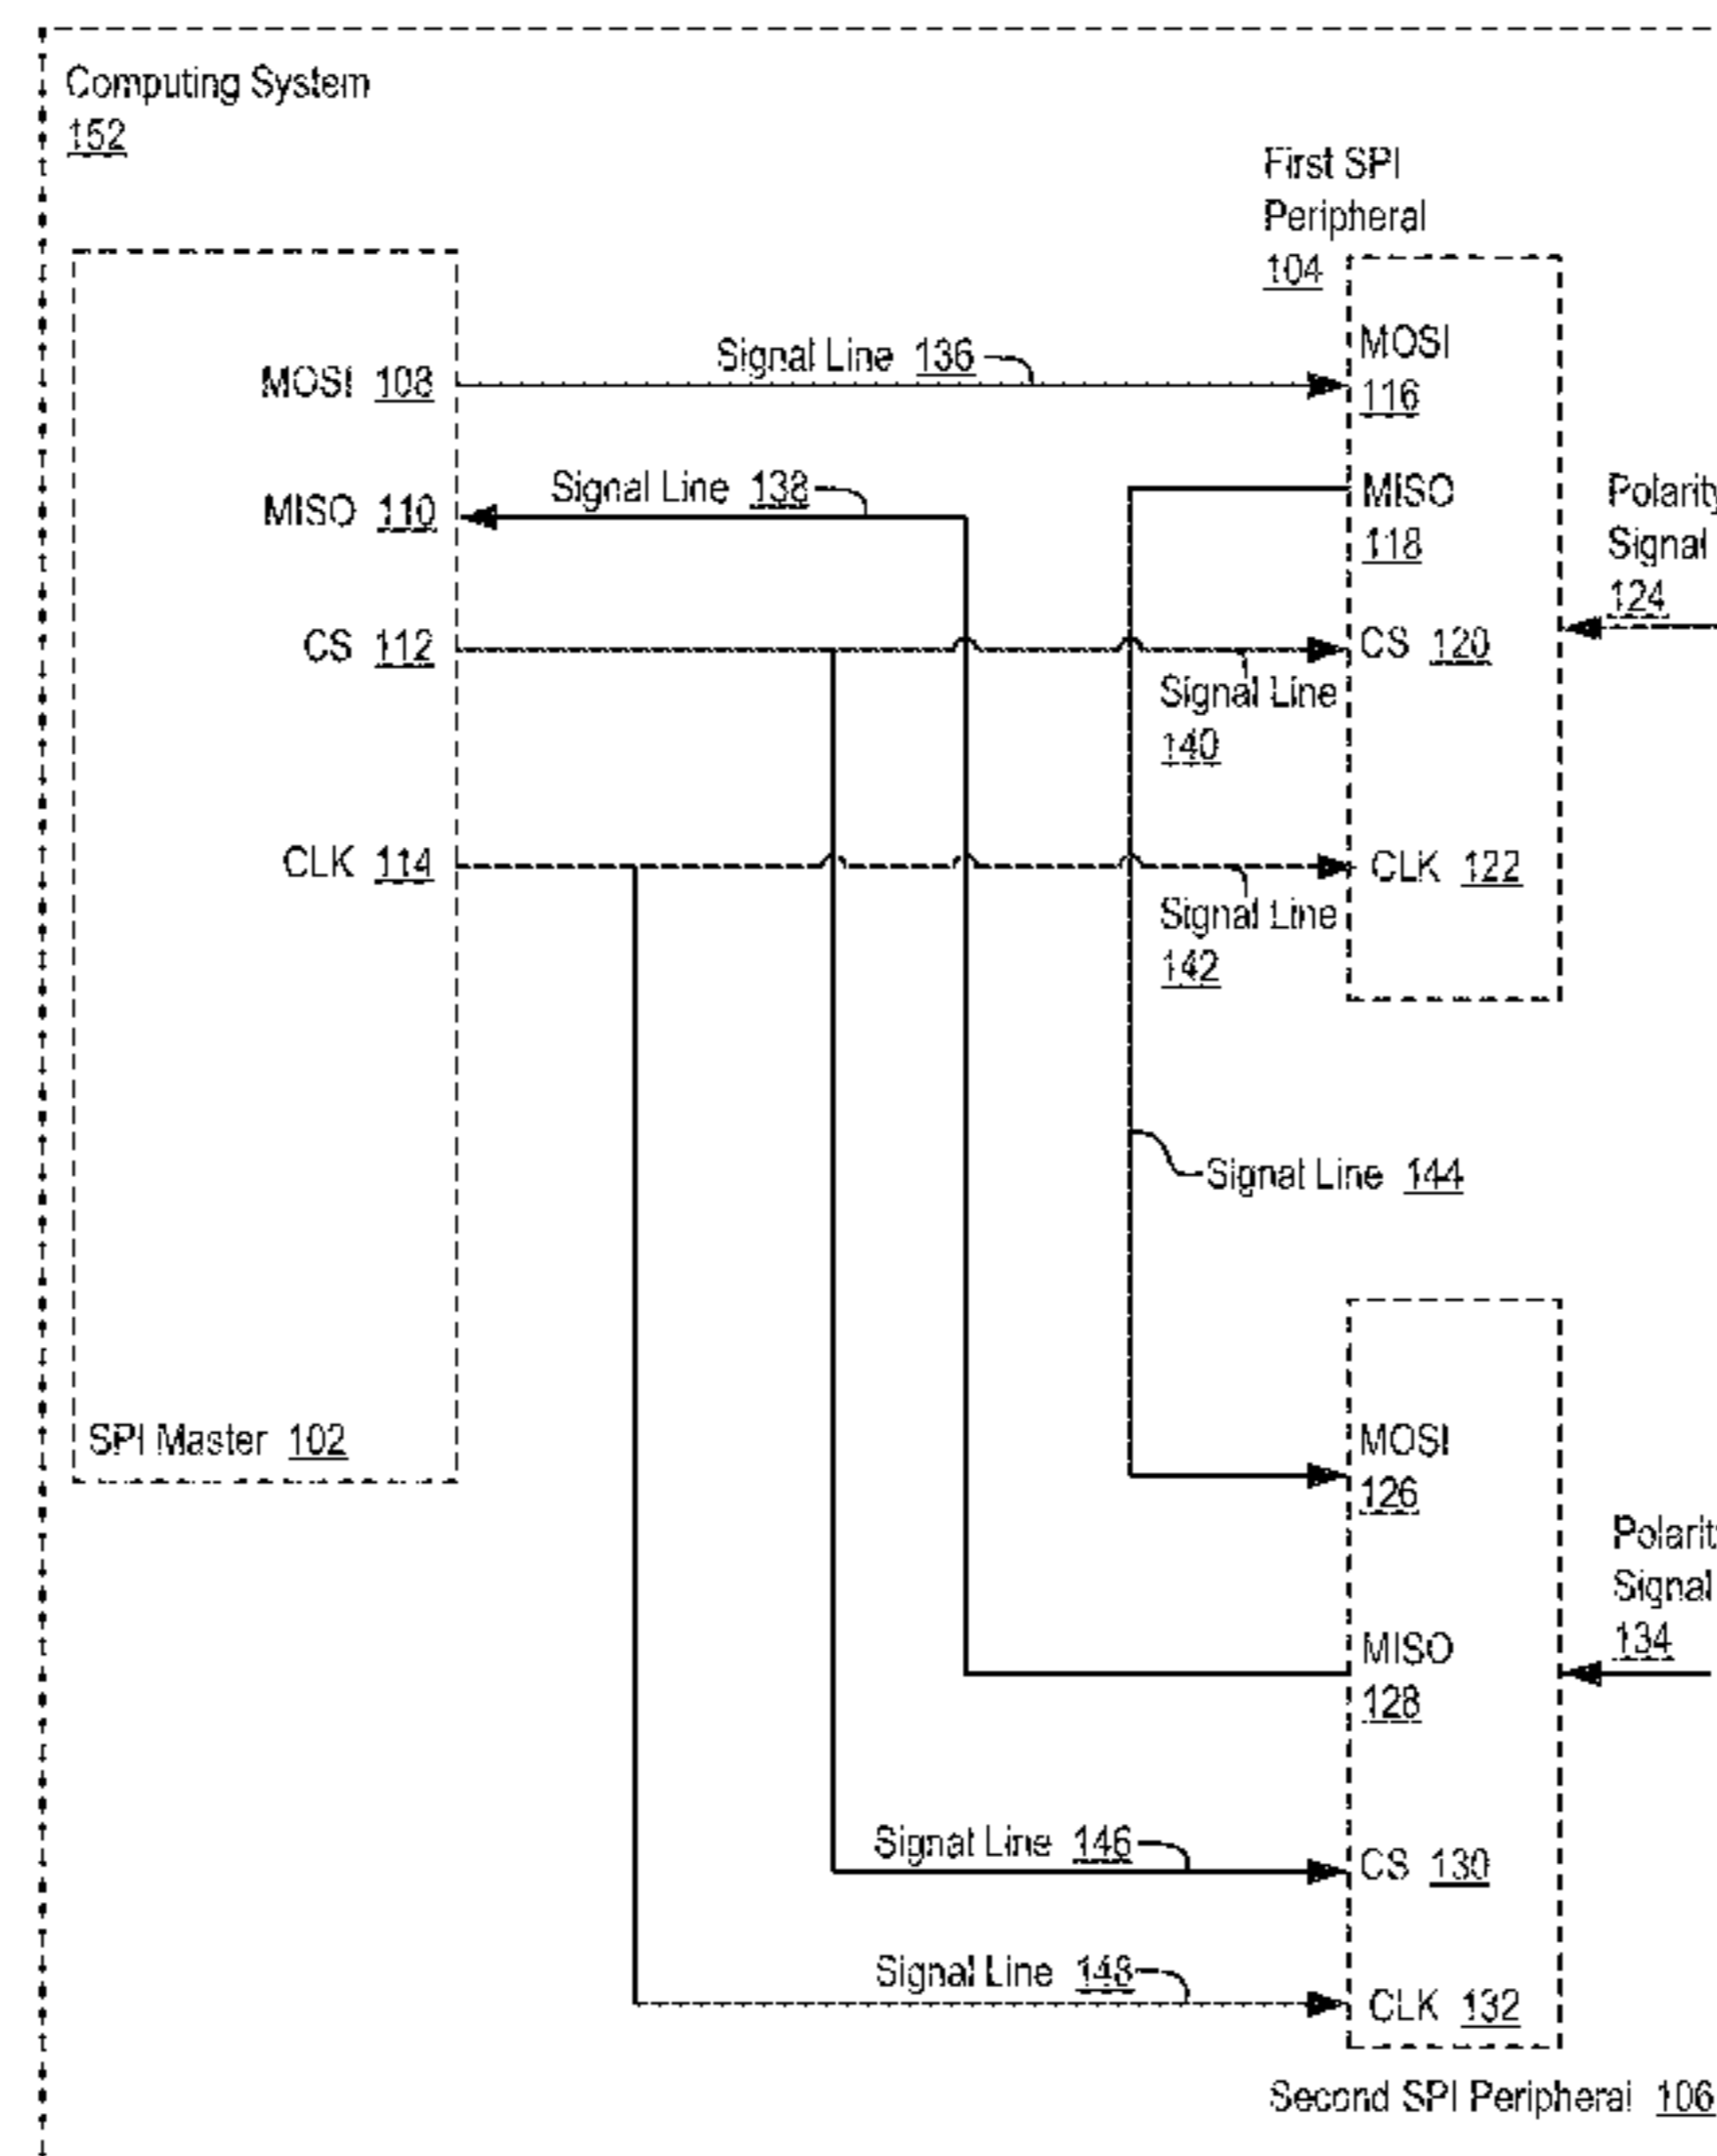 Computing System
152
First SPI
Peripheral
104
MOSI 108
Signal Line 136
MOSI
116
MISO 110
Signal Line 138
MISO
118
Polarity
Signal
124
CS 112
CS 120
Signal Line
140
CLK 114
CLK 122
Signal Line
142
Signal Line 144
SPI Master 102
MOSI
126
Polarit
Signal
134
MISO
128
Signal Line 146
CS 130
Signal Line 148
CLK 132
Second SPI Peripheral 106